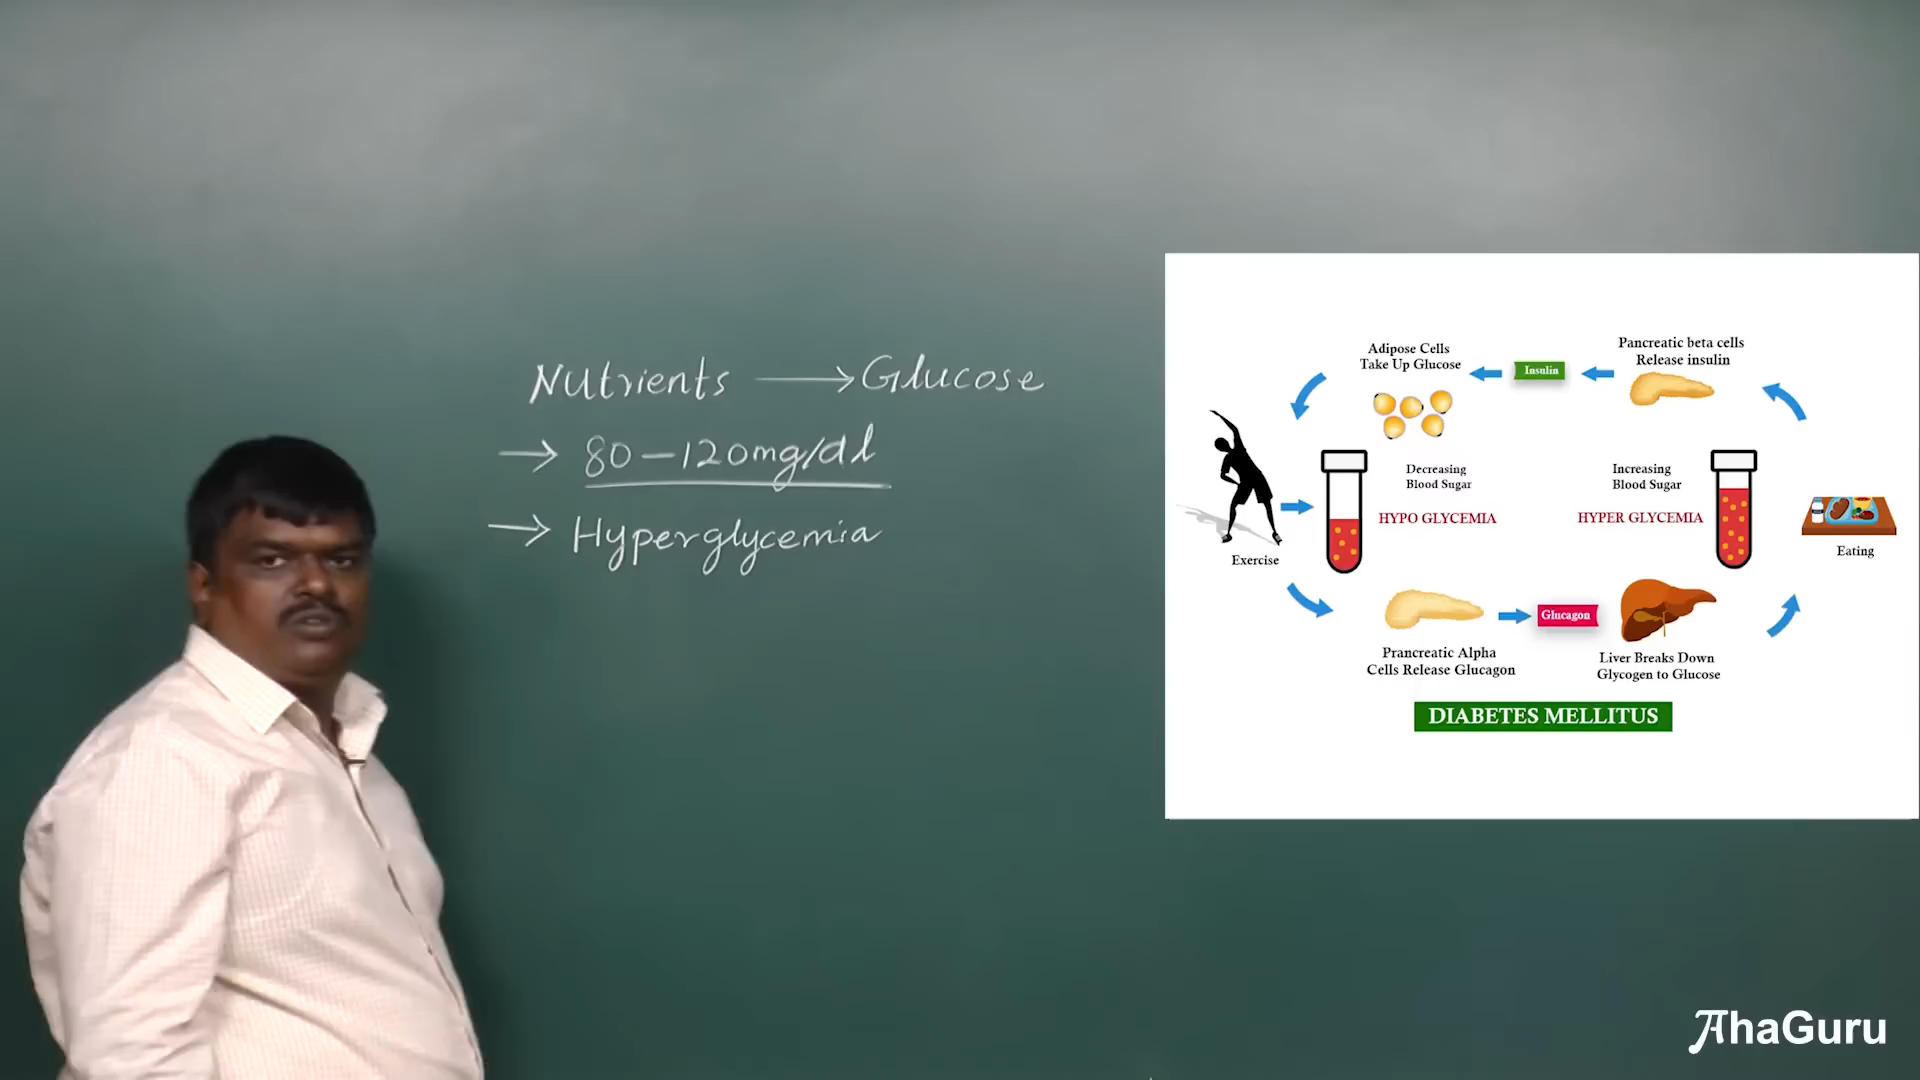 Nutrients → Glucose
→ 80-120mg/dl
→ Hyperglycemia
Adipose Cells
Take Up Glucose
Insulin
Pancreatic beta cells
Release insulin
Decreasing
Blood Sugar
HYPO GLYCEMIA
Increasing
Blood Sugar
HYPER GLYCEMIA
Exercise
Eating
Prancreatic Alpha
Cells Release Glucagon
Glucagon
Liver Breaks Down
Glycogen to Glucose
DIABETES MELLITUS
AhaGuru